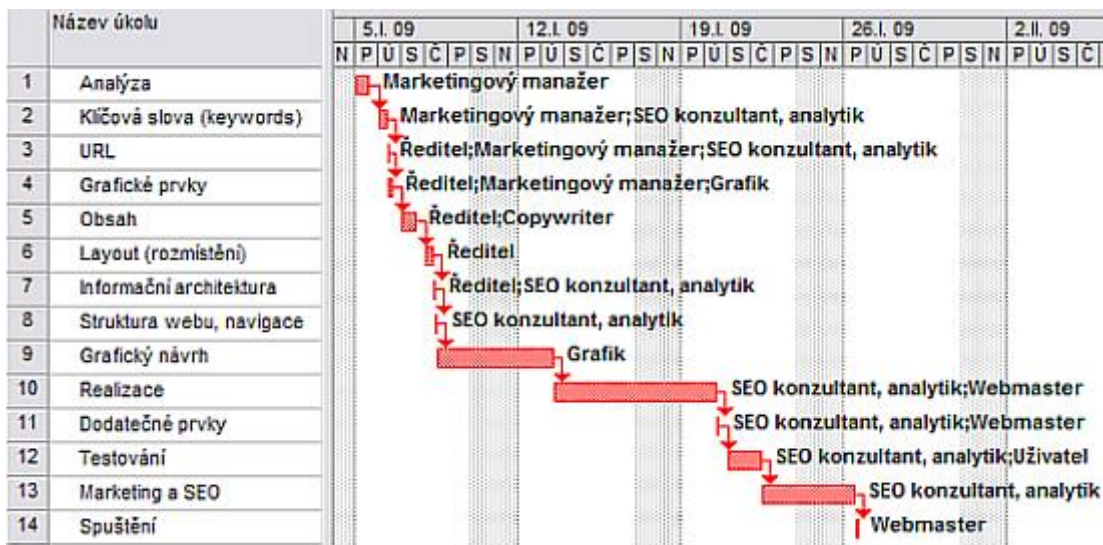 Název úkolu
5.I. 09 12.I. 09 19.I. 09 26.I. 09 2.II. 09
N P Ú S Č P S N P Ú S Č P S N P Ú S Č P S N P Ú S Č P S N P Ú S Č
1 Analýza Marketingový manažer
2 Klíčová slova (keywords) Marketingový manažer;SEO konzultant, analytik
3 URL Ředitel;Marketingový manažer;SEO konzultant, analytik
4 Grafické prvky Ředitel;Marketingový manažer;Grafik
5 Obsah Ředitel;Copywriter
6 Layout (rozmístění) Ředitel
7 Informační architektura Ředitel;SEO konzultant, analytik
8 Struktura webu, navigace SEO konzultant, analytik
9 Grafický návrh Grafik
10 Realizace SEO konzultant, analytik;Webmaster
11 Dodatečné prvky SEO konzultant, analytik;Webmaster
12 Testování SEO konzultant, analytik;Uživatel
13 Marketing a SEO SEO konzultant, analytik
14 Spuštění Webmaster